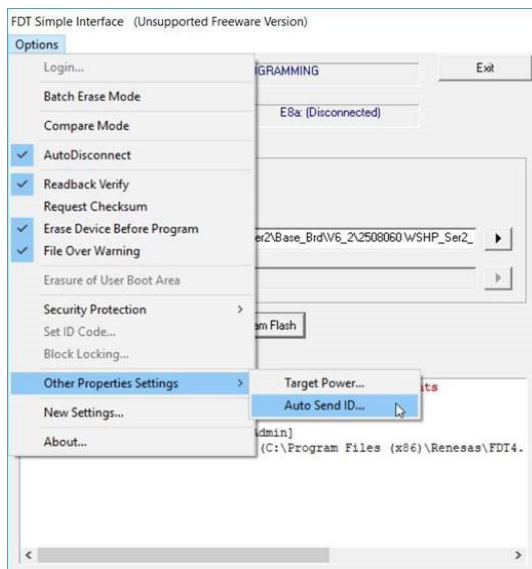 FDT Simple Interface (Unsupported Freeware Version)
Options
Login...
Batch Erase Mode
Compare Mode
AutoDisconnect
Readback Verify
Request Checksum
Erase Device Before Program
File Over Warning
Erasure of User Boot Area
Security Protection >
Set ID Code...
Block Locking...
Other Properties Settings >
New Settings...
About...
Target Power...
Auto Send ID...
GRAMMING
Exit
E8a: (Disconnected)
er2\Base_Brd\V6_2\2508060 WSHP_Ser2_
am Flash
ts
dmin]
(C:\Program Files (x86)\Renesas\FDT4.